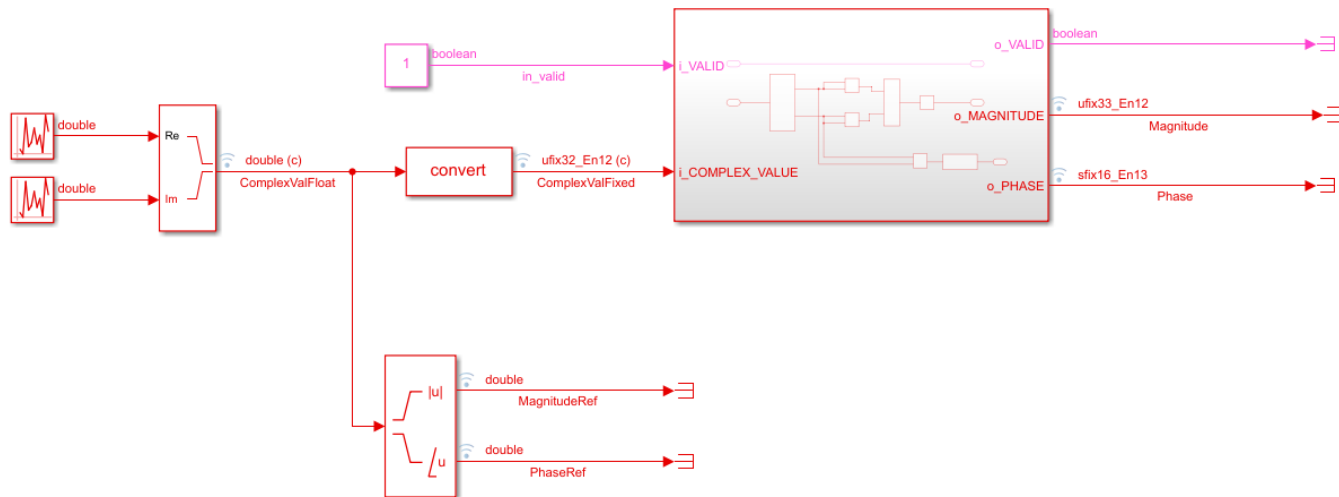 boolean
1
in_valid
i_VALID
o_VALID
boolean
ufix33_En12
o_MAGNITUDE
Magnitude
double
Re
double (c)
ComplexValFloat
convert
ufix32_En12 (c)
ComplexValFixed
i_COMPLEX_VALUE
sfix16_En13
o_PHASE
Phase
double
Im
|u|
double
MagnitudeRef
u
double
PhaseRef